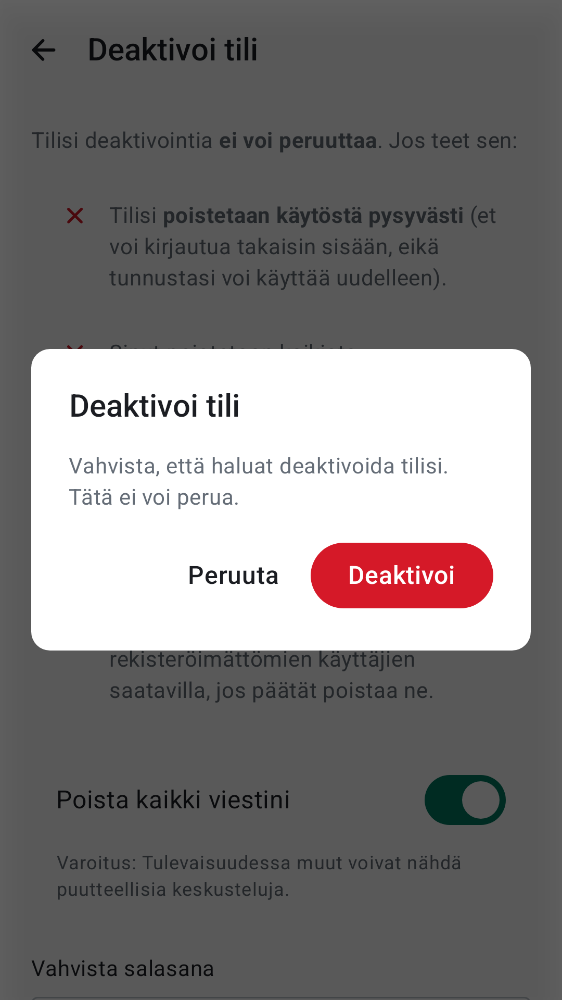 Deaktivoi tili
Tilisi deaktivointia ei voi peruuttaa. Jos teet sen:
Tilisi poistetaan käytöstä pysyvästi (et
voi kirjautua takaisin sisään, eikä
tunnustasi voi käyttää uudelleen).
Deaktivoi tili
Vahvista, että haluat deaktivoida tilisi.
Tätä ei voi perua.
Peruuta
Deaktivoi
rekisteröimättömien käyttäjien
saatavilla, jos päätät poistaa ne.
Poista kaikki viestini
Varoitus: Tulevaisuudessa muut voivat nähdä
puutteellisia keskusteluja.
Vahvista salasana